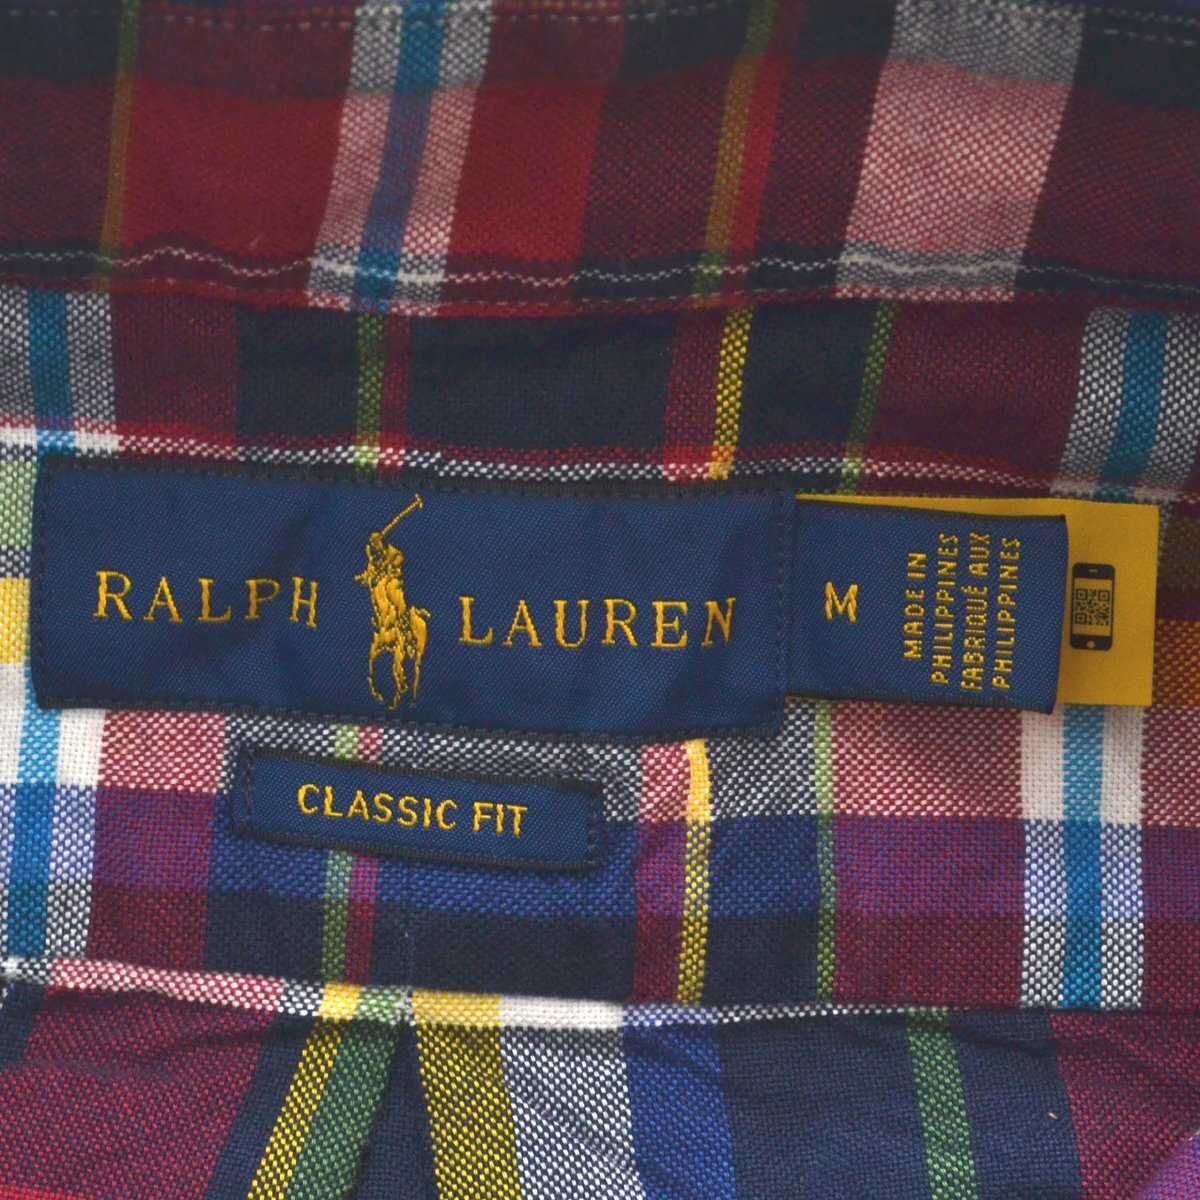 RALPH LAUREN
M
MADE IN
PHILIPPINES
FABRIQUÉ AUX
PHILIPPINES
CLASSIC FIT